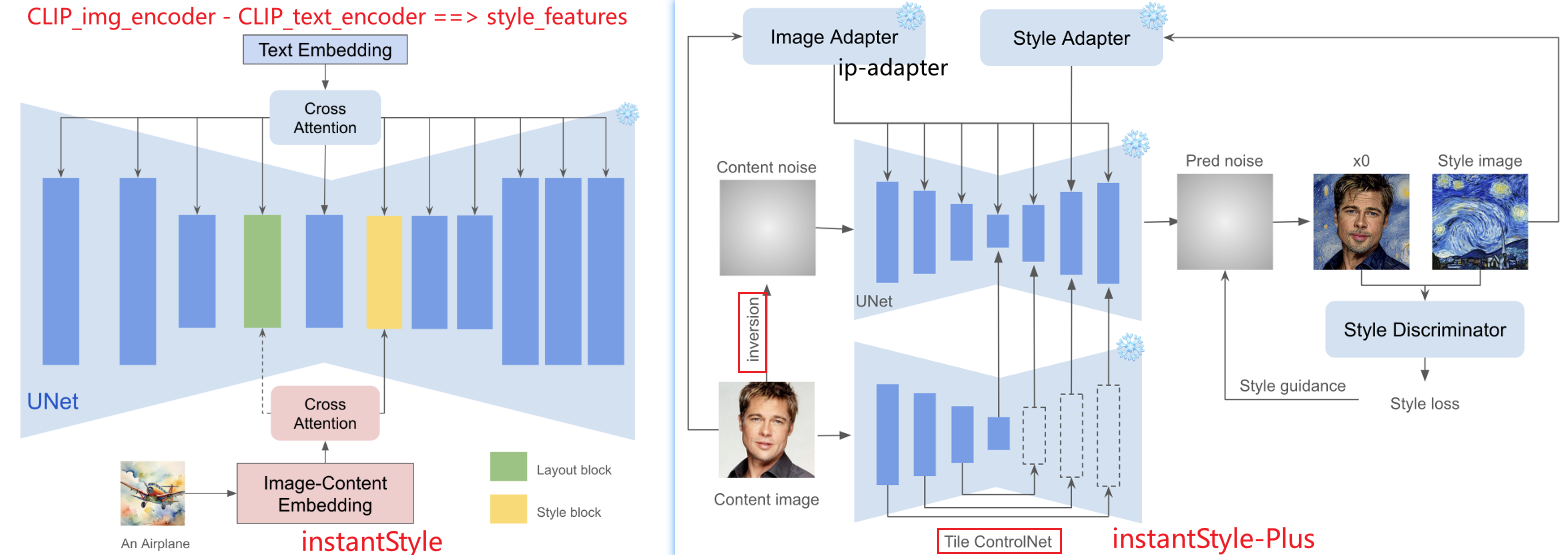 CLIP_img_encoder - CLIP_text_encoder ==> style_features
Text Embedding
Cross
Attention
UNet
Cross
Attention
Image-Content
Embedding
An Airplane
Layout block
Style block
instantStyle
Image Adapter
ip-adapter
Style Adapter
Content noise
UNet
Pred noise
x0
Style image
inversion
Style Discriminator
Style guidance
Style loss
Content image
Tile ControlNet
instantStyle-Plus